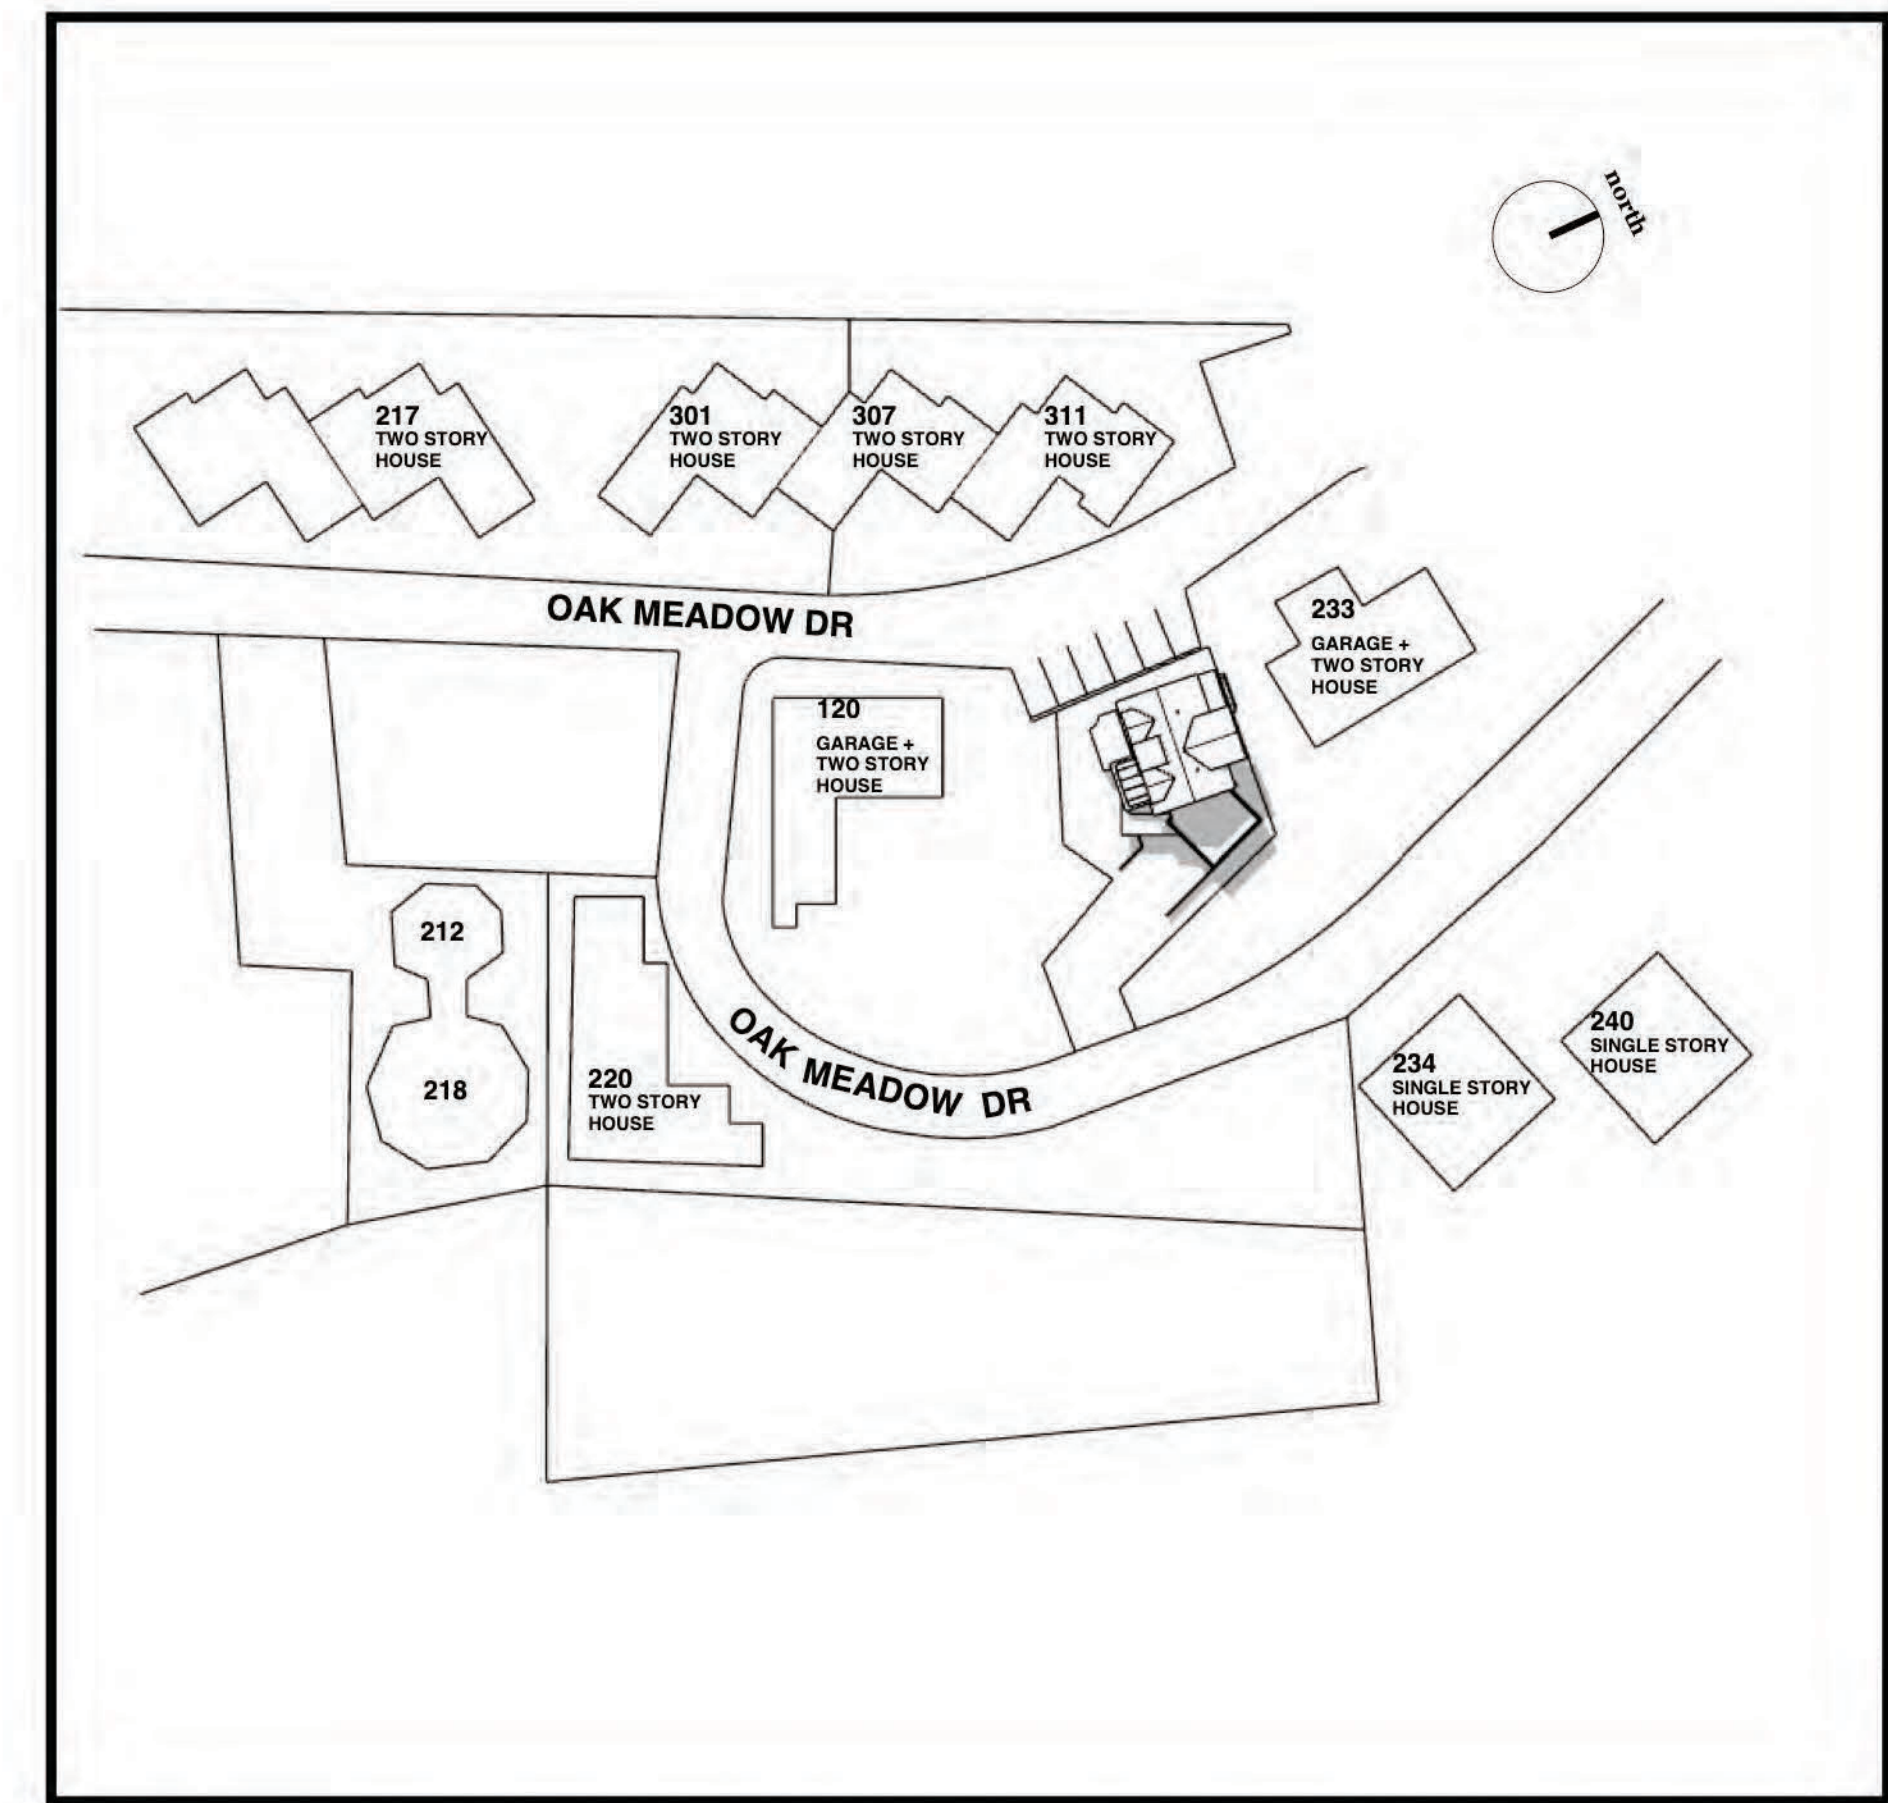 north
217
TWO STORY
HOUSE
301
TWO STORY
HOUSE
307
TWO STORY
HOUSE
311
TWO STORY
HOUSE
OAK MEADOW DR
233
GARAGE +
TWO STORY
HOUSE
120
GARAGE +
TWO STORY
HOUSE
212
218
220
TWO STORY
HOUSE
OAK MEADOW DR
234
SINGLE STORY
HOUSE
240
SINGLE STORY
HOUSE